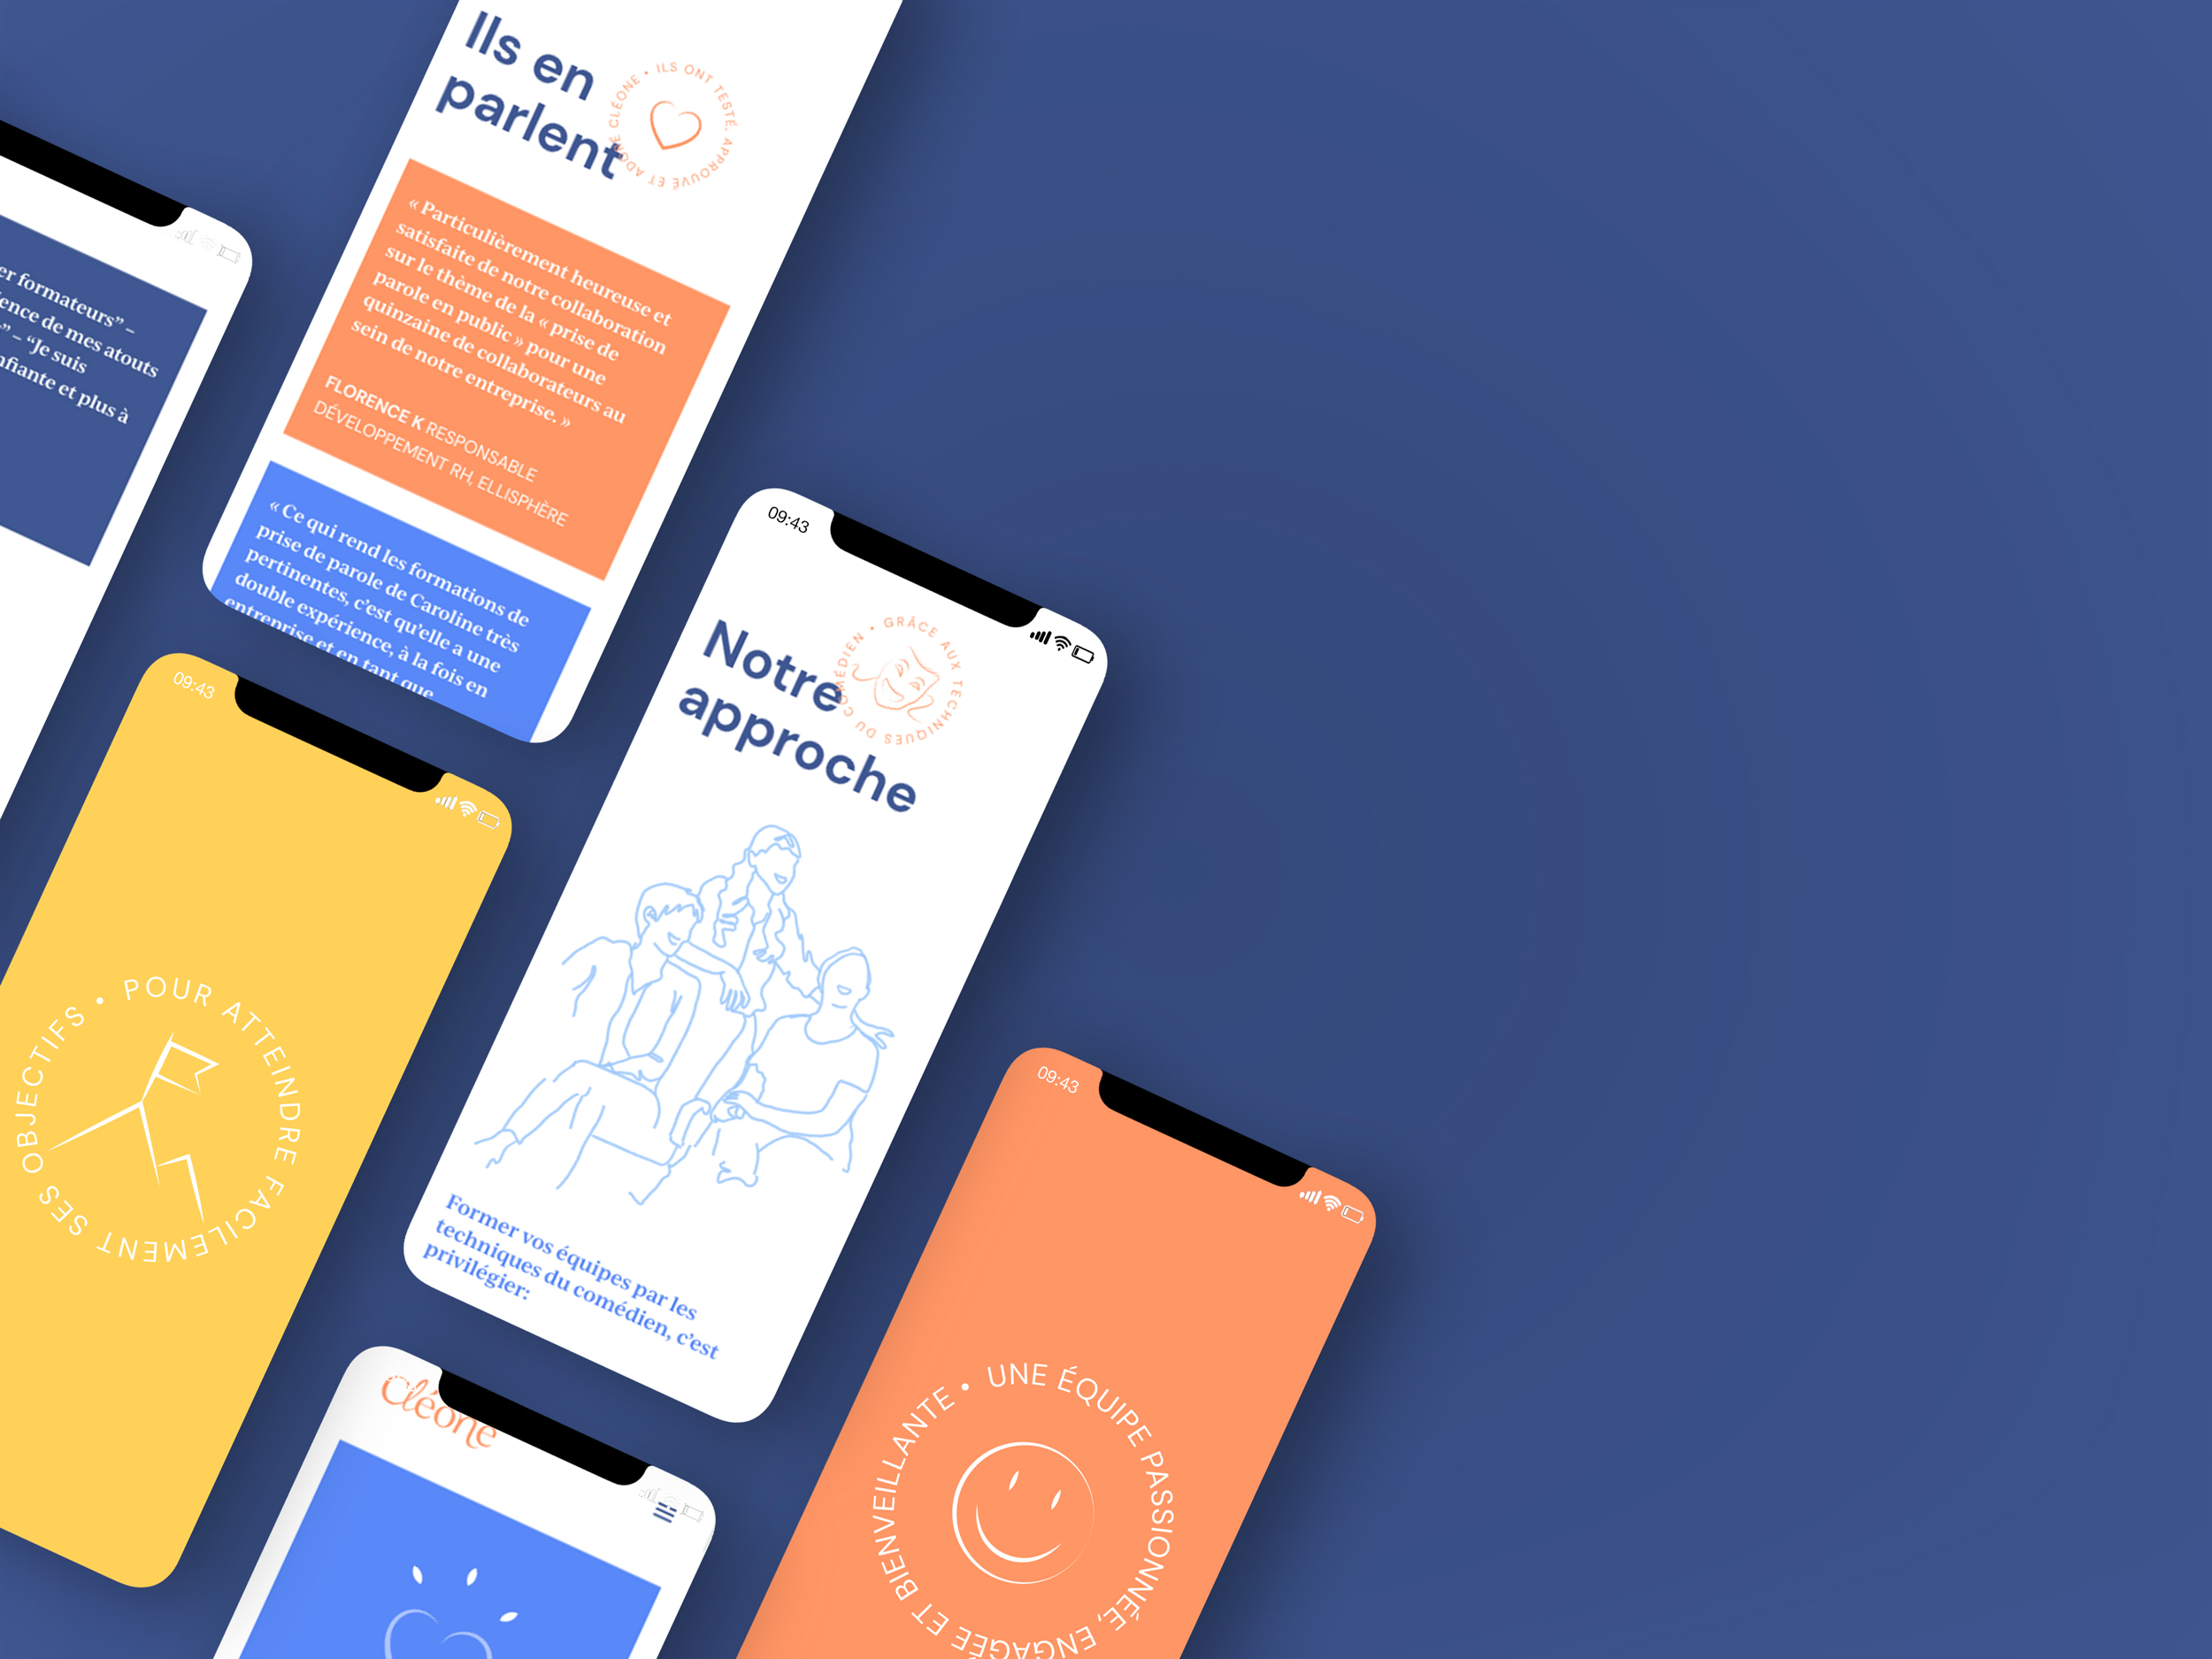 Ils en
parlent
• ILS ONT TESTÉ, APPROUVÉ ET ADORÉ CLÉONE
« Particulièrement heureuse et
satisfaite de notre collaboration
sur le thème de la « prise de
parole en public » pour une
quinzaine de collaborateurs au
sein de notre entreprise. »
FLORENCE K RESPONSABLE
DÉVELOPPEMENT RH, ELLISPHÈRE
« Ce qui rend les formations de
prise de parole de Caroline très
pertinentes, c’est qu’elle a une
double expérience, à la fois en
entreprise et en tant que
er formateurs” –
ence de mes atouts
” – “Je suis
nfiante et plus à
09:43
• POUR ATTEINDRE FACILEMENT SES OBJECTIFS
09:43
Notre
approche
• GRÂCE AUX TECHNIQUES DU COMÉDIEN
Former vos équipes par les
techniques du comédien, c’est
privilégier:
Cléone
09:43
• UNE ÉQUIPE PASSIONNÉE, ENGAGÉE ET BIENVEILLANTE